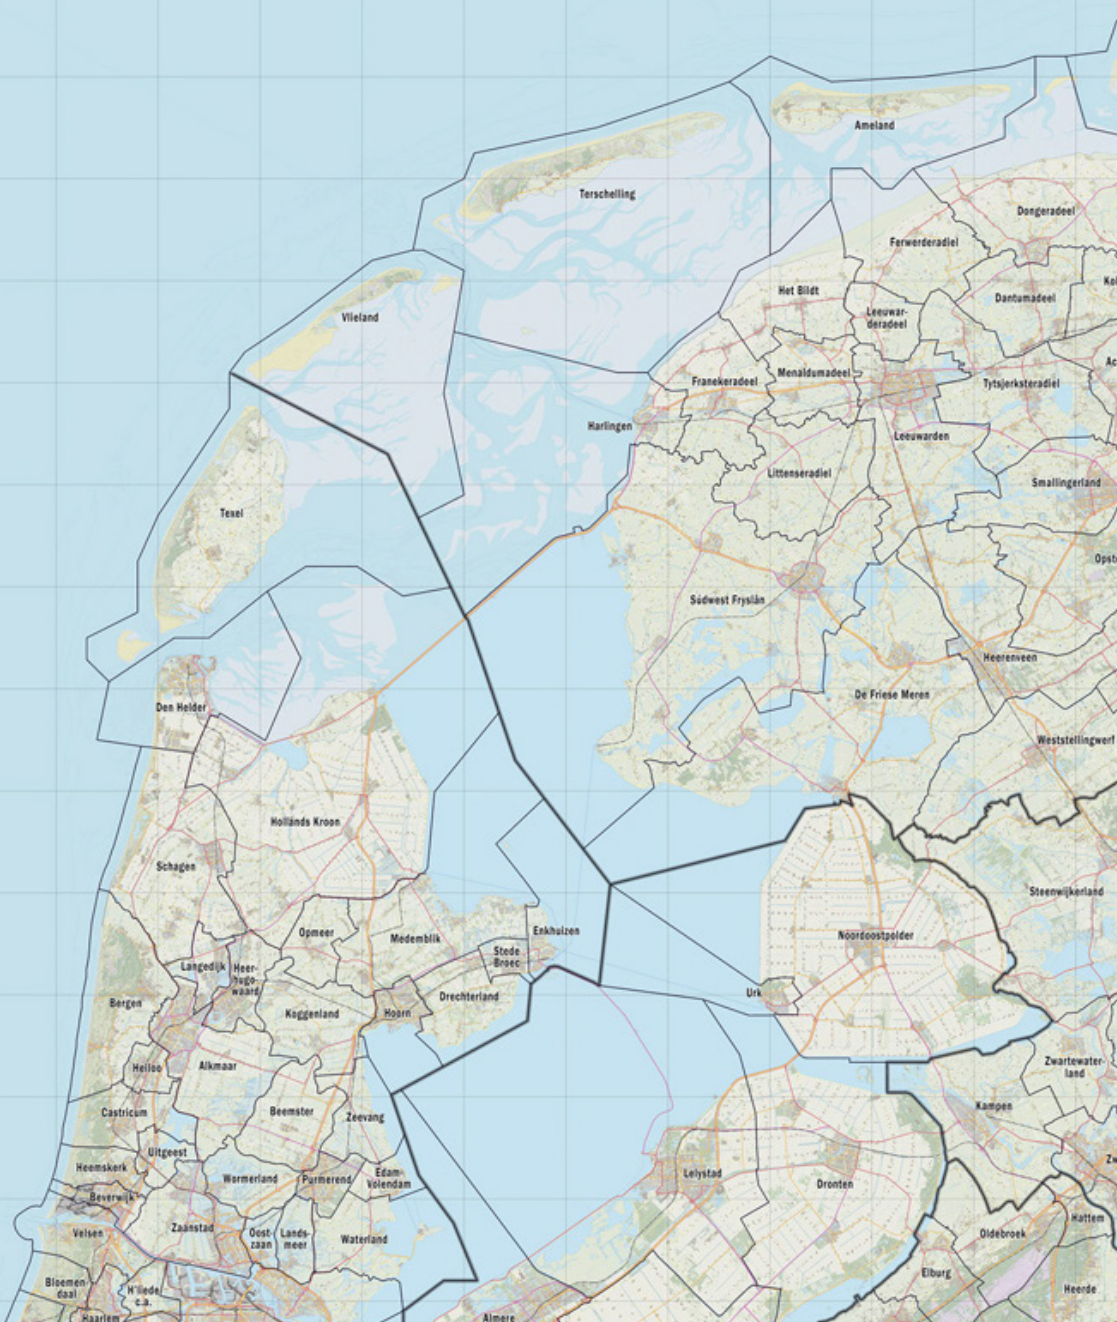 Ameland
Terschelling
Dongeradeel
Ferwerderadiel
Het Bildt
Dantumadeel
Vlieland
Leeuwar-
deradeel
Menaldumadeel
Franekeradeel
Tytsjerksteradiel
Harlingen
Leeuwarden
Littenseradiel
Smallingerland
Texel
Súdwest Fryslân
Heerenveen
De Friese Meren
Den Helder
Weststellingwerf
Hollands Kroon
Schagen
Steenwijkerland
Opmeer
Medemblik
Enkhuizen
Noordoostpolder
Stede
Broec
Langedijk
Heer-
hugo-
waard
Urk
Drechterland
Bergen
Koggenland
Hoorn
Heiloo
Alkmaar
Zwartewater-
land
Castricum
Beemster
Zeevang
Kampen
Uitgeest
Heemskerk
Wormerland
Purmerend
Edam-
Volendam
Lelystad
Dronten
Beverwijk
Velsen
Zaanstad
Oost-
zaan
Lands-
meer
Waterland
Hattem
Oldebroek
Elburg
Bloemen-
daal
H'liede
c.a.
Heerde
Haarlem
Almere